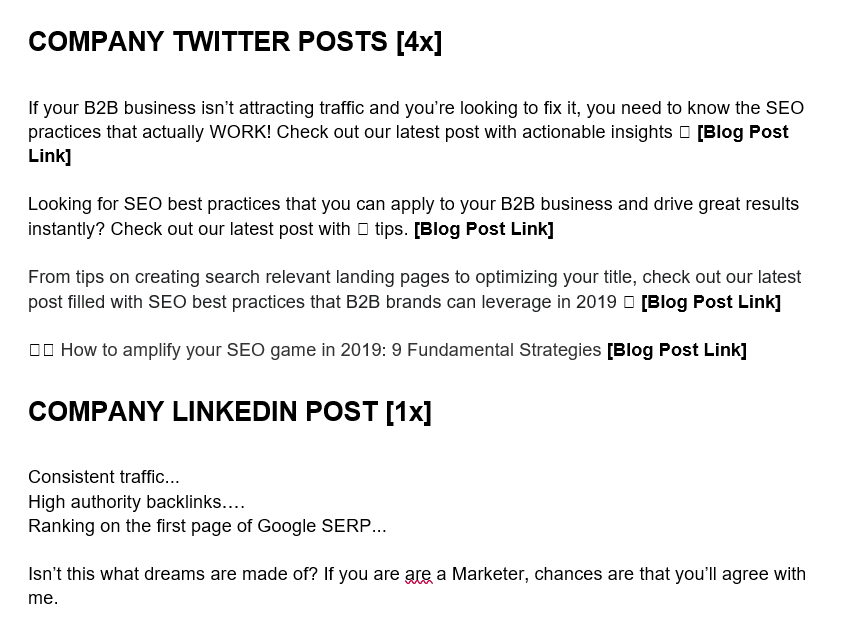 COMPANY TWITTER POSTS [4x]
If your B2B business isn’t attracting traffic and you’re looking to fix it, you need to know the SEO
practices that actually WORK! Check out our latest post with actionable insights [Blog Post
Link]
Looking for SEO best practices that you can apply to your B2B business and drive great results
instantly? Check out our latest post with tips. [Blog Post Link]
From tips on creating search relevant landing pages to optimizing your title, check out our latest
post filled with SEO best practices that B2B brands can leverage in 2019 [Blog Post Link]
How to amplify your SEO game in 2019: 9 Fundamental Strategies [Blog Post Link]
COMPANY LINKEDIN POST [1x]
Consistent traffic...
High authority backlinks….
Ranking on the first page of Google SERP...
Isn’t this what dreams are made of? If you are are a Marketer, chances are that you’ll agree with
me.